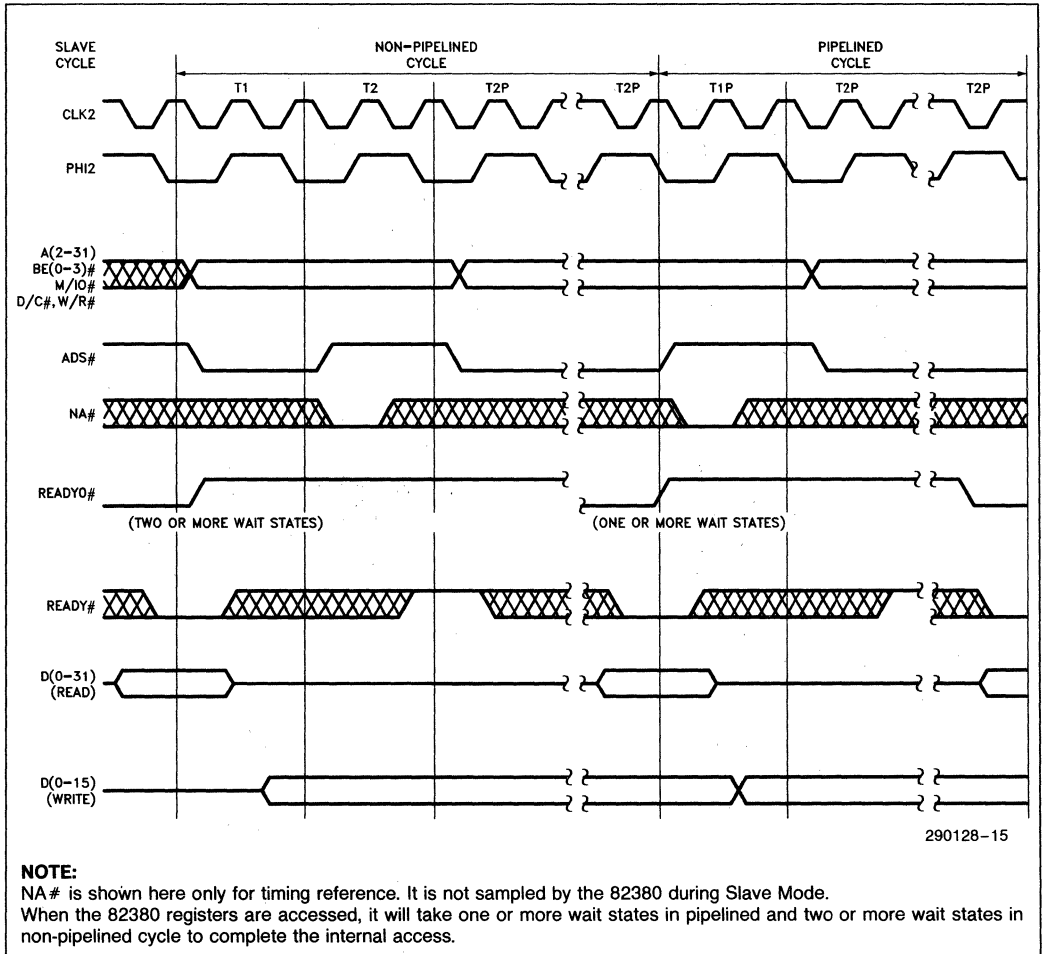 SLAVE
CYCLE
NON-PIPELINED
CYCLE
PIPELINED
CYCLE
T1
T2
T2P
T2P
T1P
T2P
T2P
CLK2
PHI2
A(2-31)
BE(0-3)#
M/IO#
D/C#,W/R#
ADS#
NA#
READYO#
(TWO OR MORE WAIT STATES)
(ONE OR MORE WAIT STATES)
READY#
D(0-31)
(READ)
D(0-15)
(WRITE)
290128-15
NOTE:
NA# is shown here only for timing reference. It is not sampled by the 82380 during Slave Mode.
When the 82380 registers are accessed, it will take one or more wait states in pipelined and two or more wait states in
non-pipelined cycle to complete the internal access.